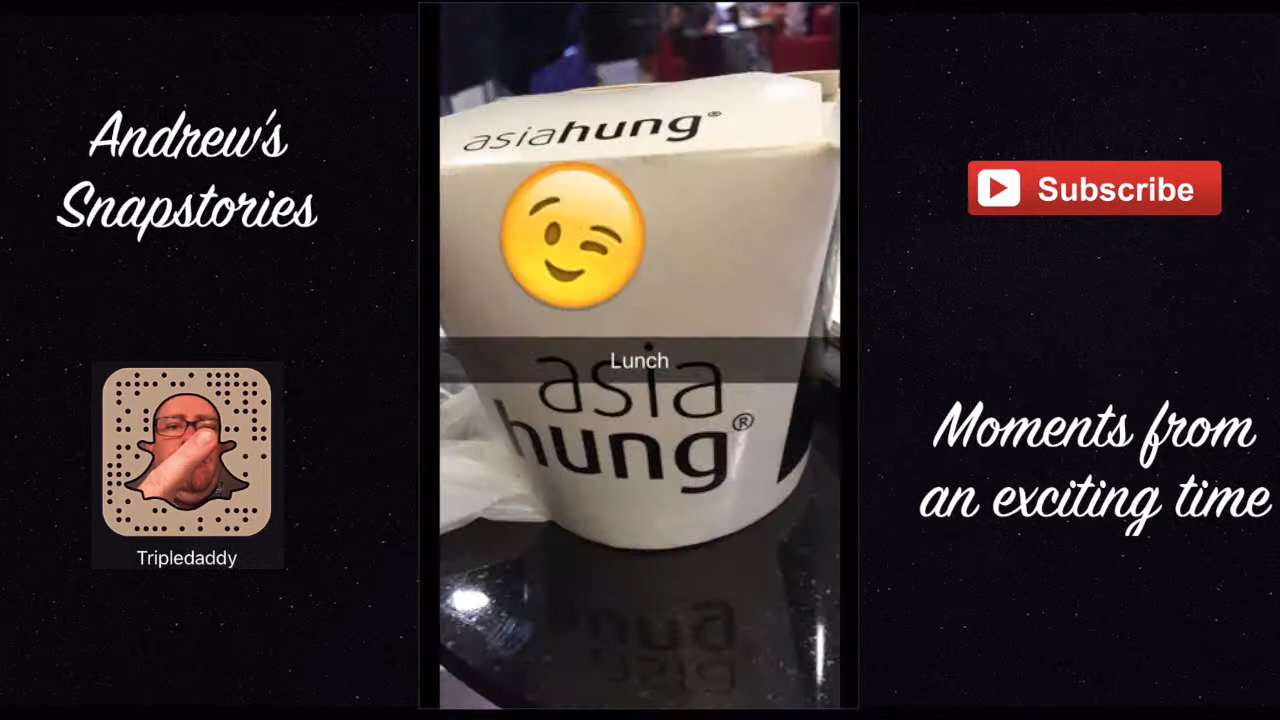 Andrew's
Snapstories
Tripledaddy
asiahung®
Lunch
asia
hung®
Subscribe
Moments from
an exciting time